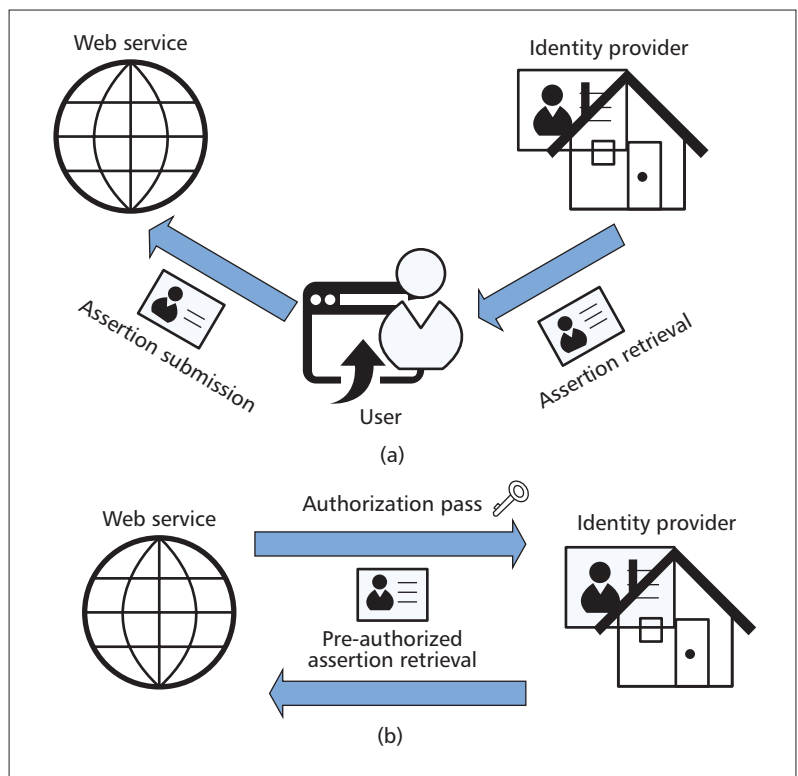 Web service
Identity provider
Assertion submission
Assertion retrieval
User
(a)
Authorization pass
Web service
Identity provider
Pre-authorized
assertion retrieval
(b)